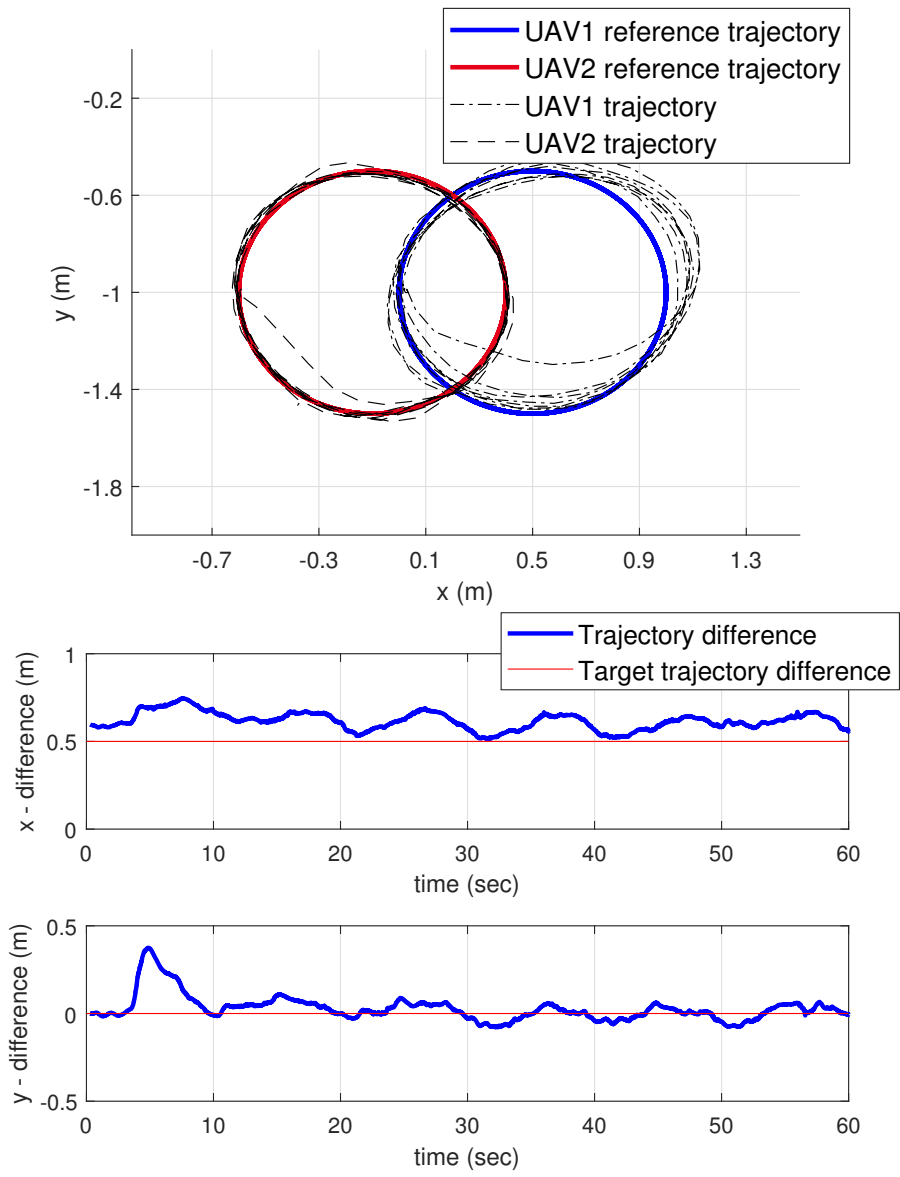 UAV1 reference trajectory
UAV2 reference trajectory
UAV1 trajectory
UAV2 trajectory
-0.2
-0.6
-1
-1.4
-1.8
y (m)
-0.7 -0.3 0.1 0.5 0.9 1.3
x (m)
Trajectory difference
Target trajectory difference
1
0.5
0
x - difference (m)
0 10 20 30 40 50 60
time (sec)
0.5
0
-0.5
y - difference (m)
0 10 20 30 40 50 60
time (sec)